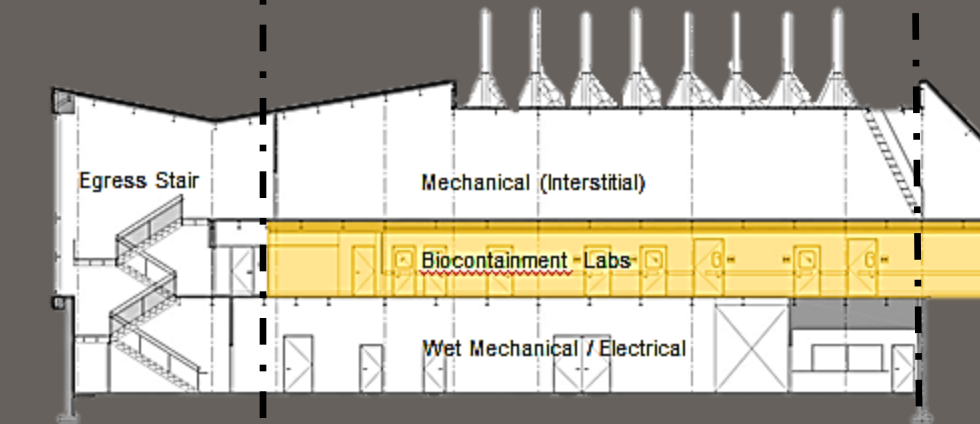 Egress Stair
Mechanical (Interstitial)
Biocontainment Labs
Wet Mechanical / Electrical